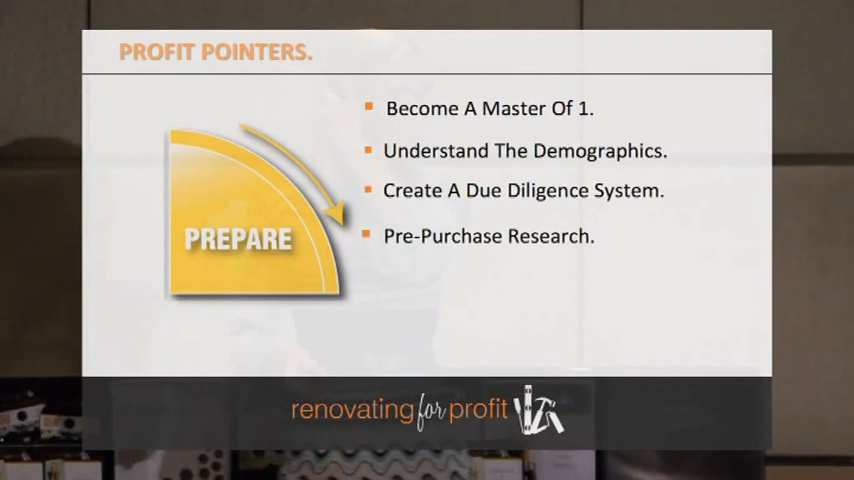 PROFIT POINTERS.
Become A Master Of 1.
Understand The Demographics.
Create A Due Diligence System.
Pre-Purchase Research.
PREPARE
renovating for profit